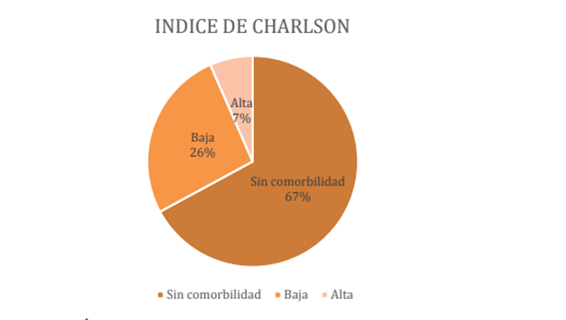 INDICE DE CHARLSON
Alta
7%
Baja
26%
Sin comorbilidad
67%
Sin comorbilidad Baja Alta